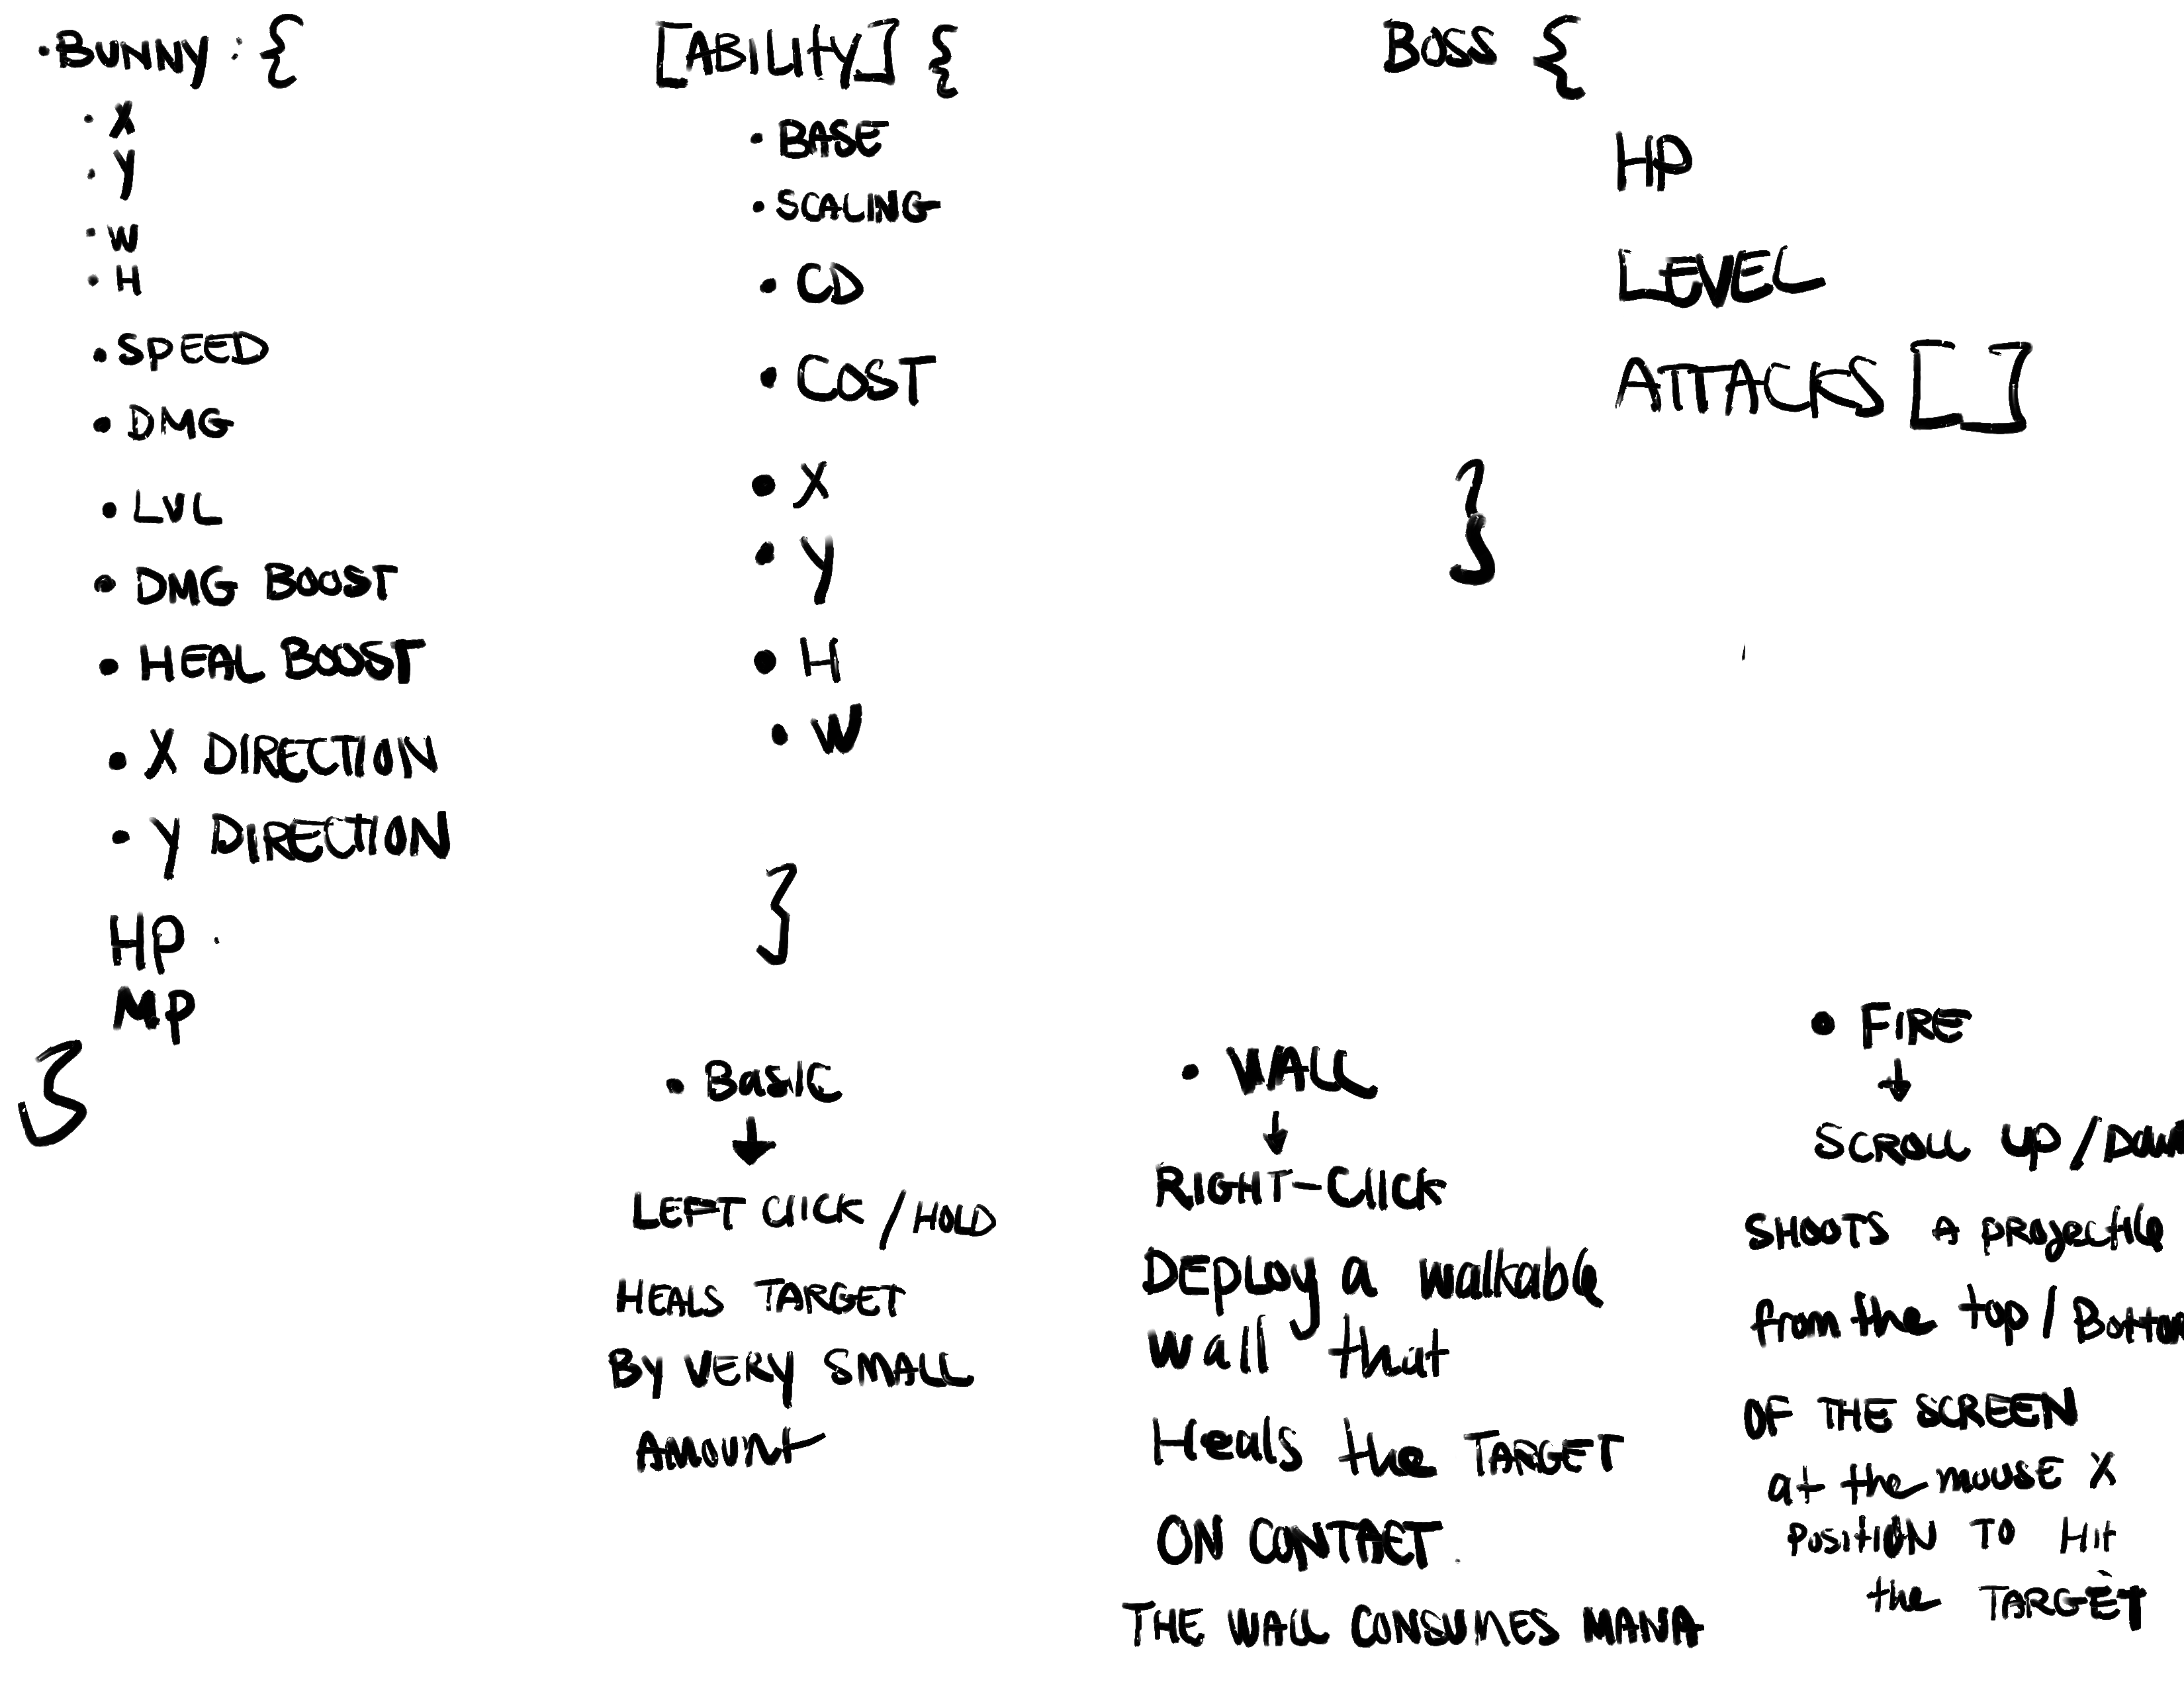 • BUNNY : {
• X
• Y
• W
• H
• SPEED
• DMG
• LVL
• DMG BOOST
• HEAL BOOST
• X DIRECTION
• Y DIRECTION
HP
MP
}
[ABILITY] {
• BASE
• SCALING
• CD
• COST
• X
• Y
• H
• W
}
BOSS {
HP
LEVEL
ATTACKS [ ]
}
• BASIC
↓
LEFT CLICK / HOLD
HEALS TARGET
BY VERY SMALL
AMOUNT
• WALL
↓
RIGHT-CLICK
DEPLOY a walkable
wall that
Heals the TARGET
ON CONTACT.
THE WALL CONSUMES MANA
• FIRE
↓
SCROLL UP / DOWN
SHOOTS A projectile
from the top / Bottom
OF THE SCREEN
at the mouse X
POSITION TO Hit
the TARGET